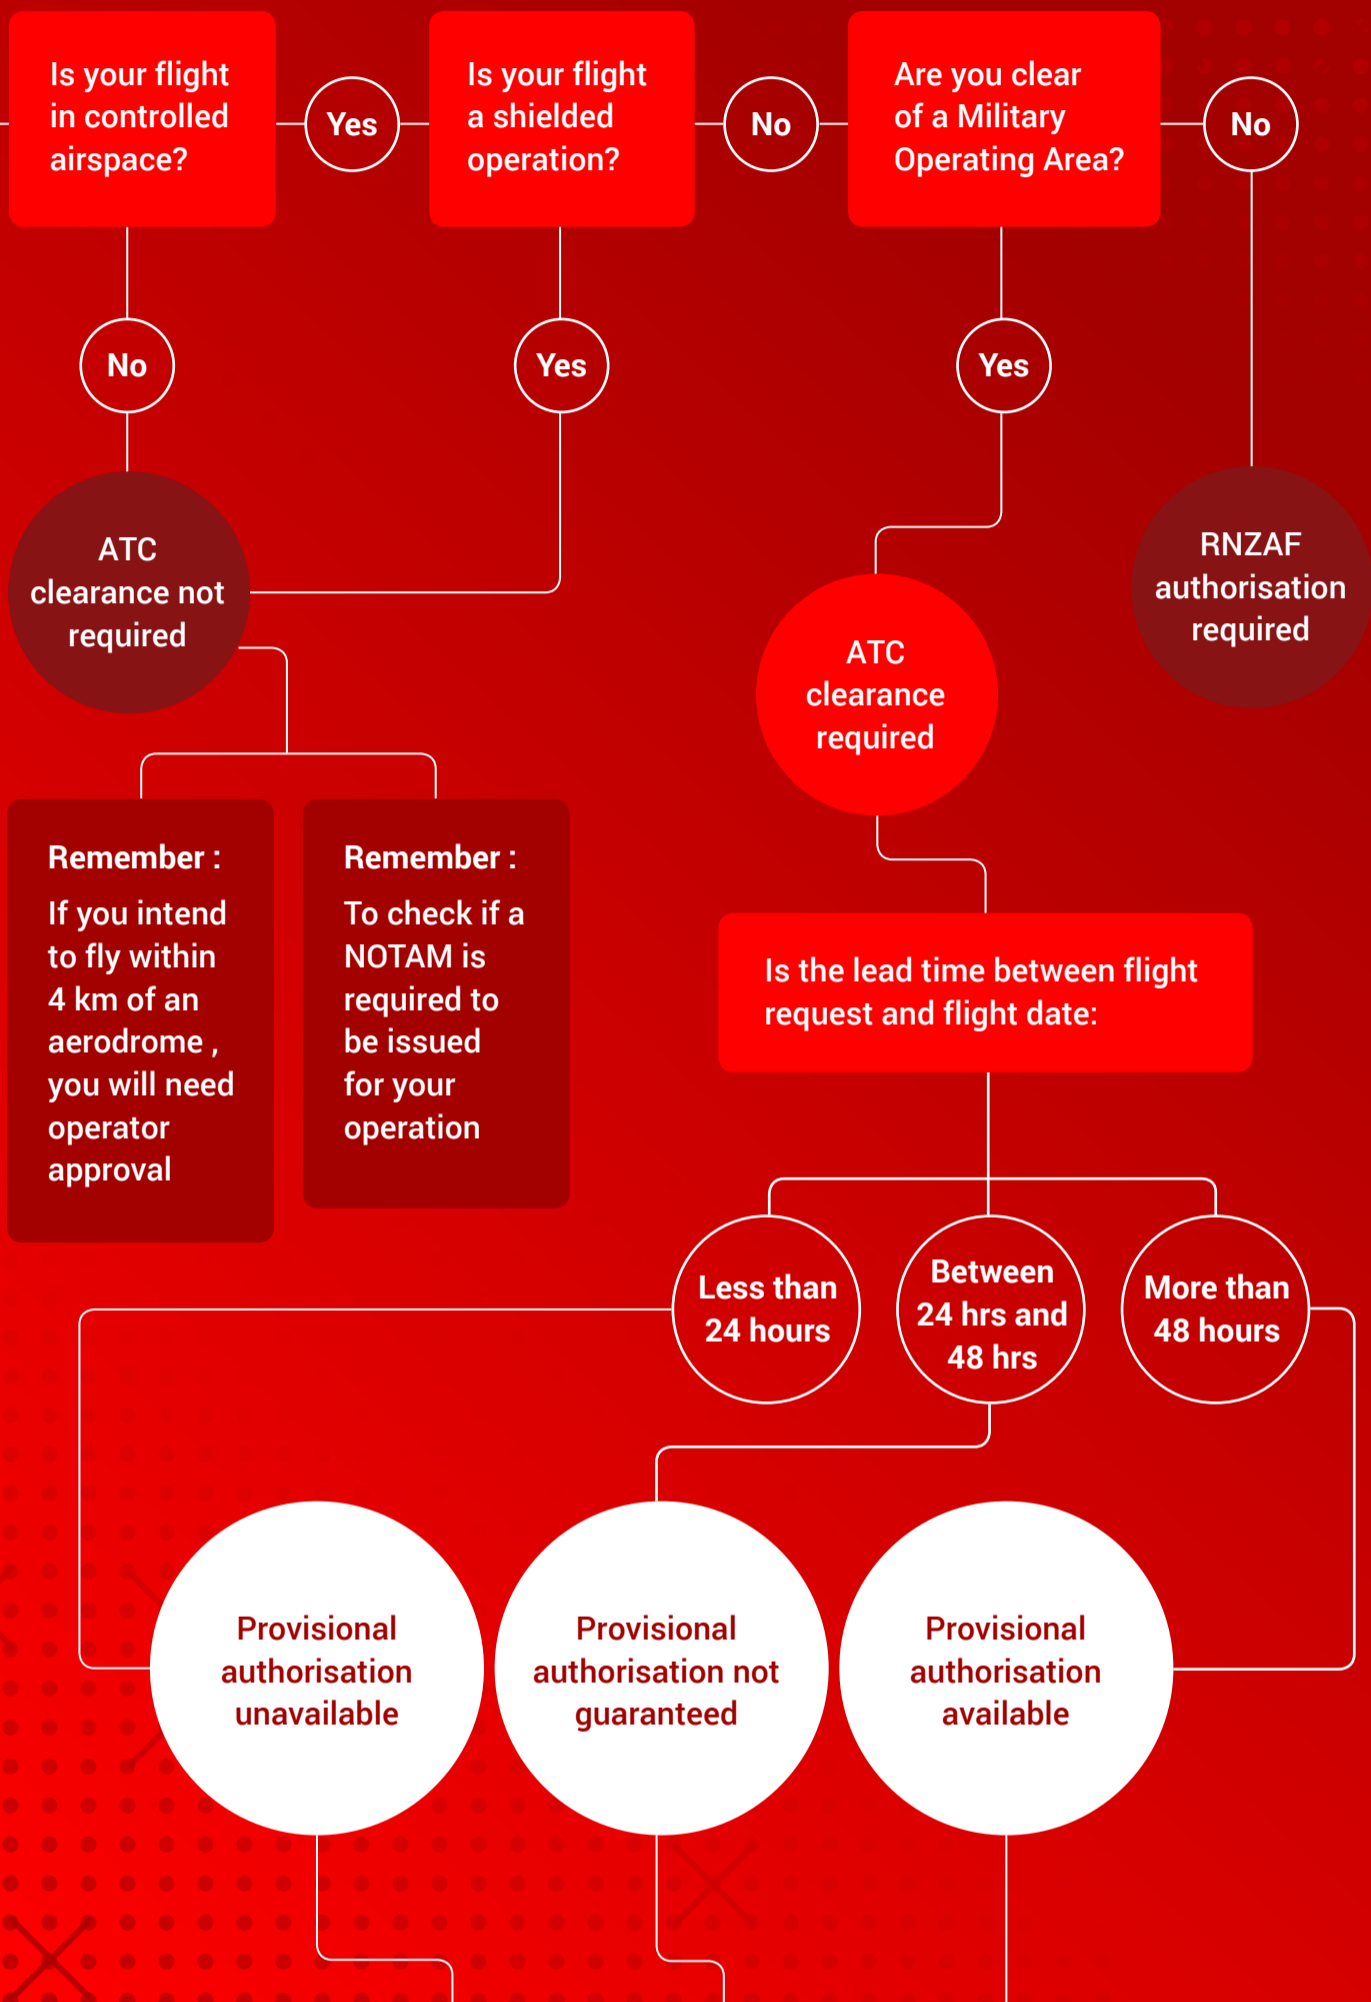 Is your flight
in controlled
airspace?
Yes
Is your flight
a shielded
operation?
No
Are you clear
of a Military
Operating Area?
No
No
Yes
Yes
ATC
clearance not
required
RNZAF
authorisation
required
ATC
clearance
required
Remember :
If you intend
to fly within
4 km of an
aerodrome ,
you will need
operator
approval
Remember :
To check if a
NOTAM is
required to
be issued
for your
operation
Is the lead time between flight
request and flight date:
Less than
24 hours
Between
24 hrs and
48 hrs
More than
48 hours
Provisional
authorisation
unavailable
Provisional
authorisation not
guaranteed
Provisional
authorisation
available